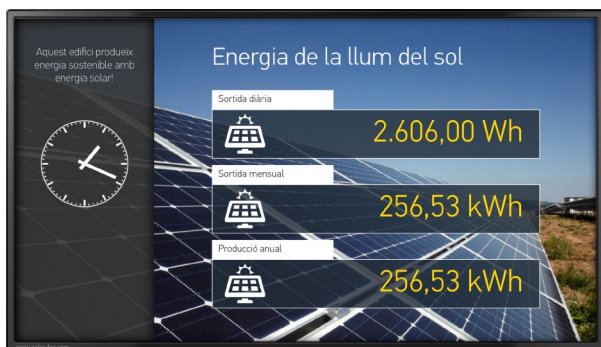 Aquest edifici produeix
energia sostenible amb
energia solar!
Energia de la llum del sol
Sortida diària
2.606,00 Wh
Sortida mensual
256,53 kWh
Producció anual
256,53 kWh